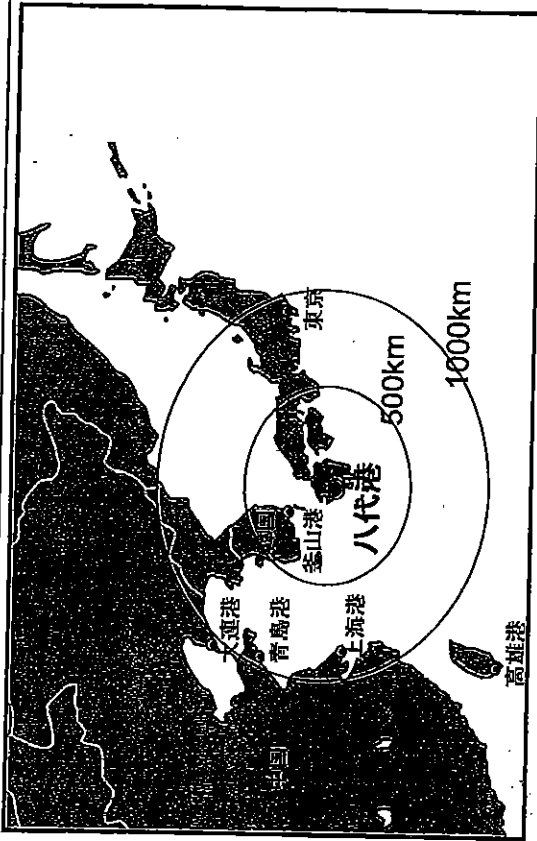 東京
500km
1000km
韓国
釜山港
八代港
大連港
青島港
上海港
中国
高雄港